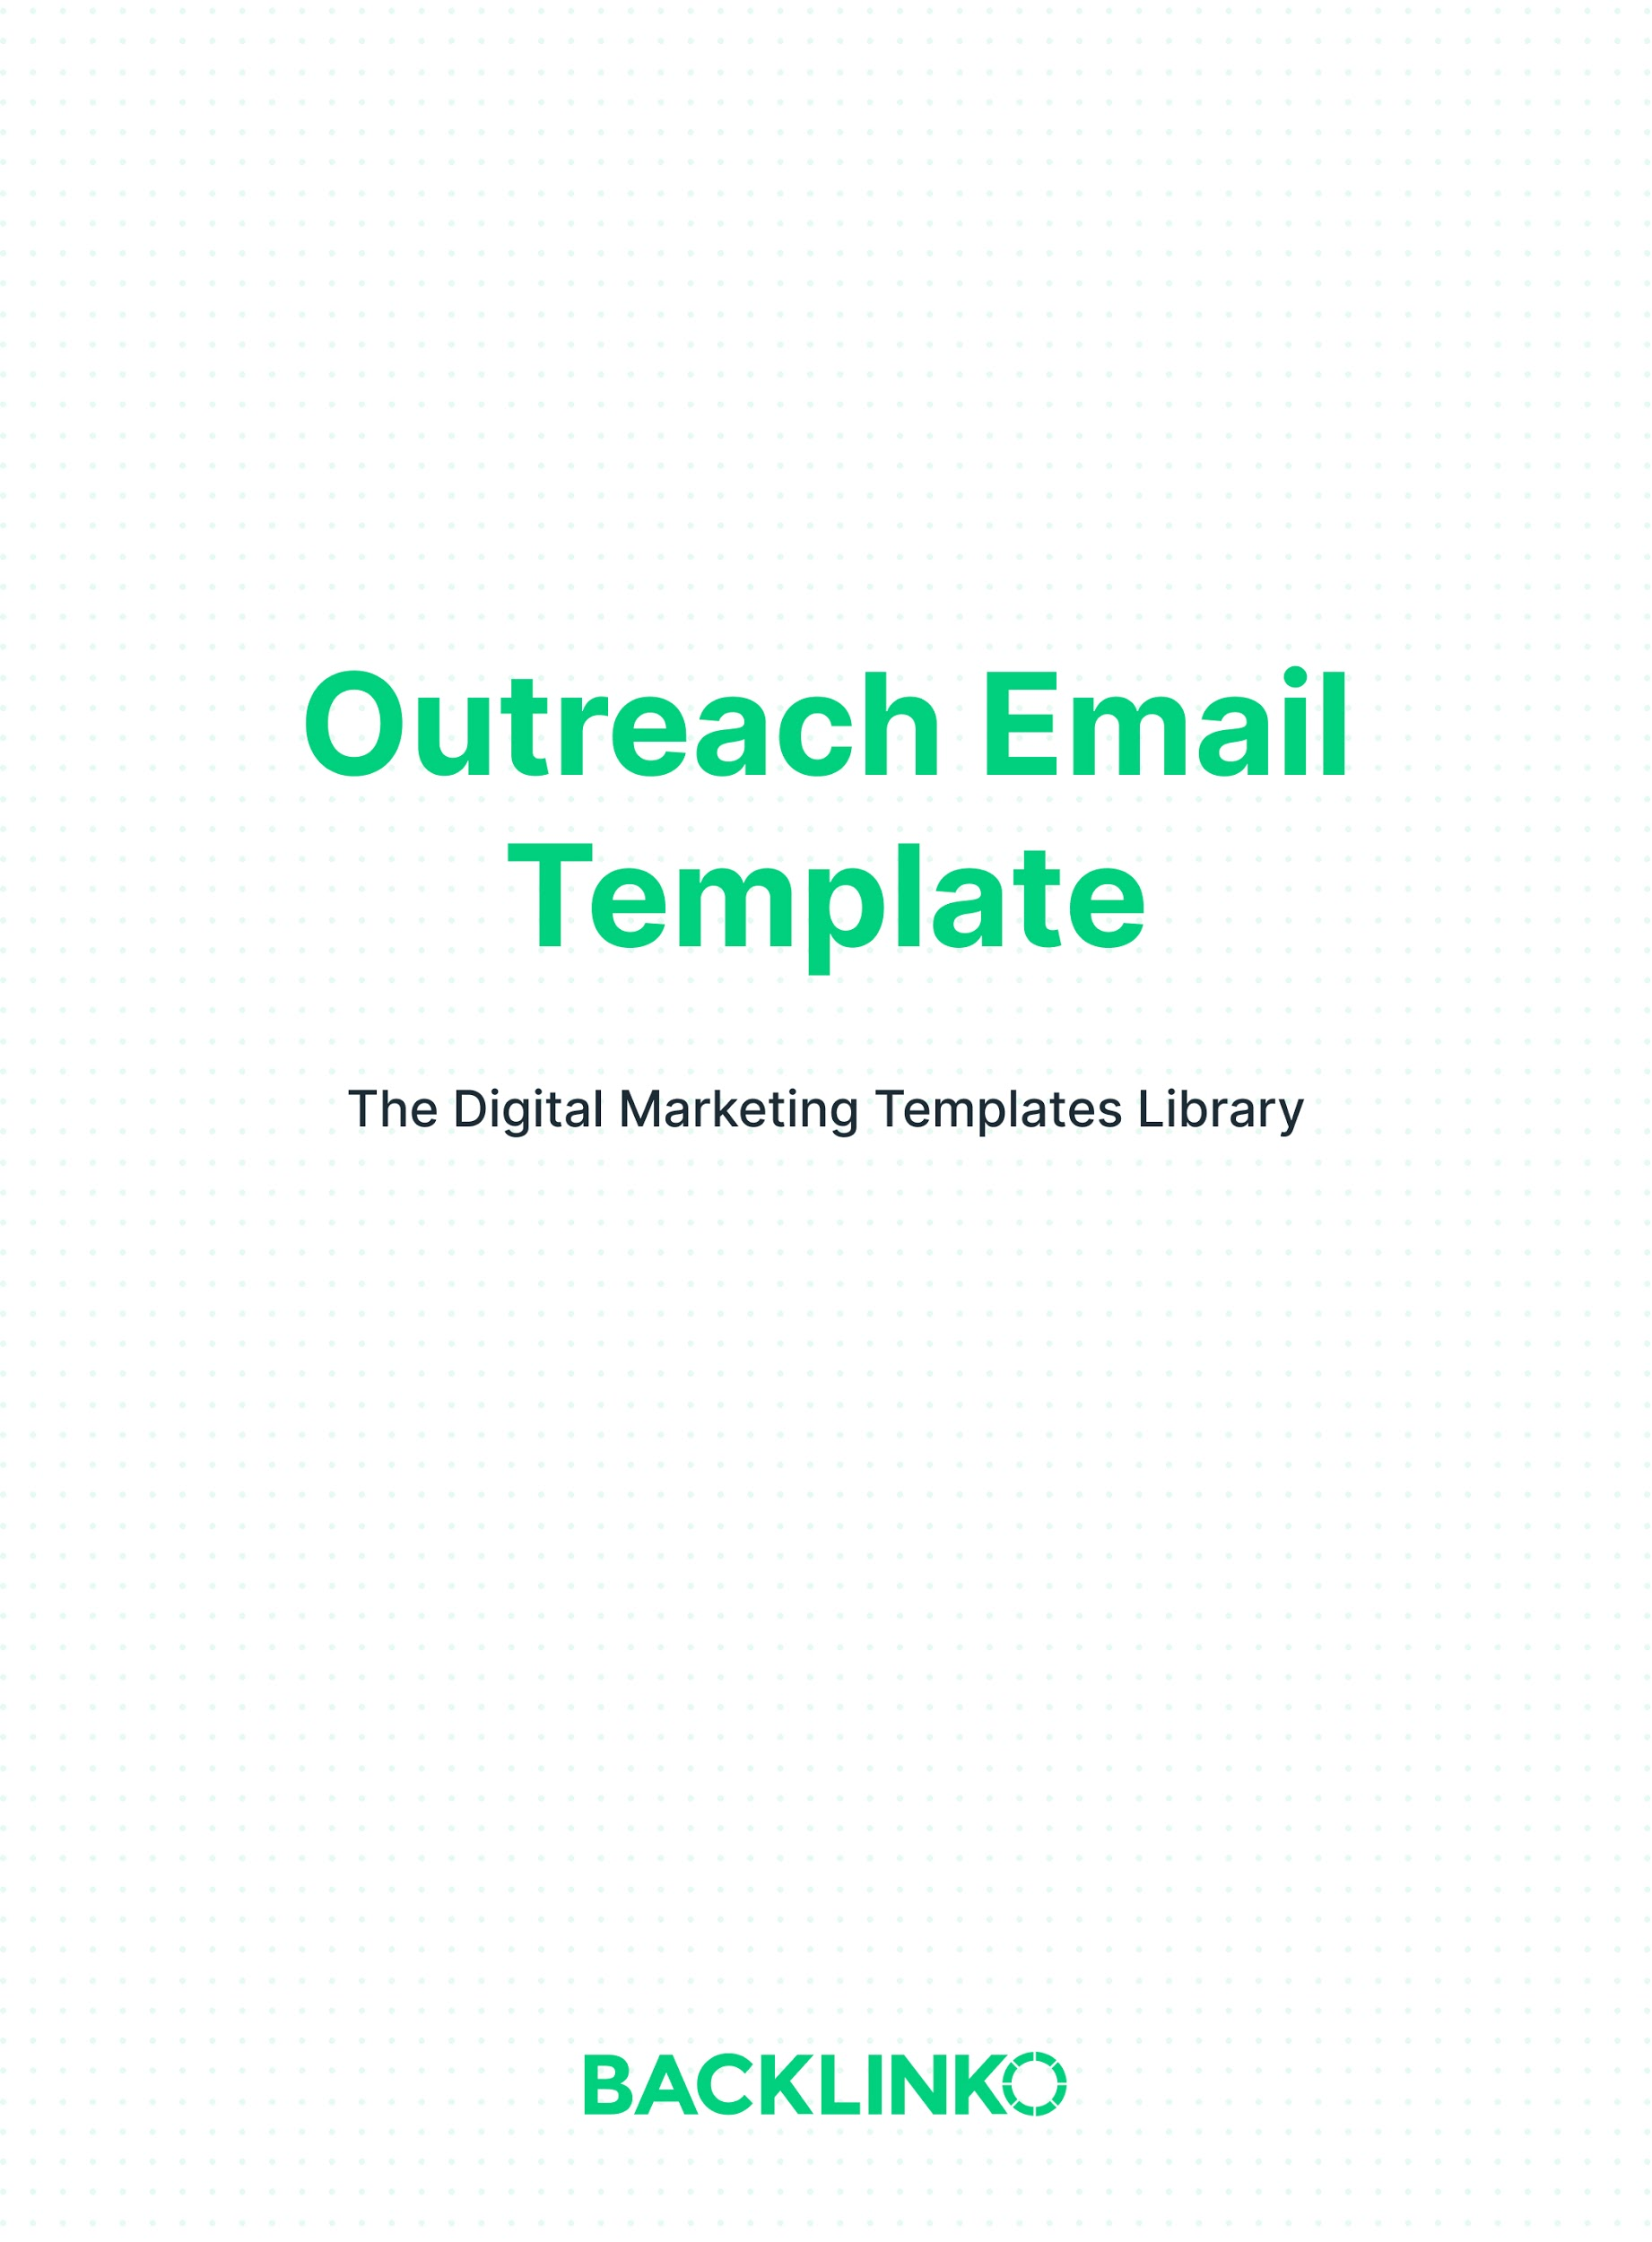 Outreach Email
Template
The Digital Marketing Templates Library
BACKLINKO